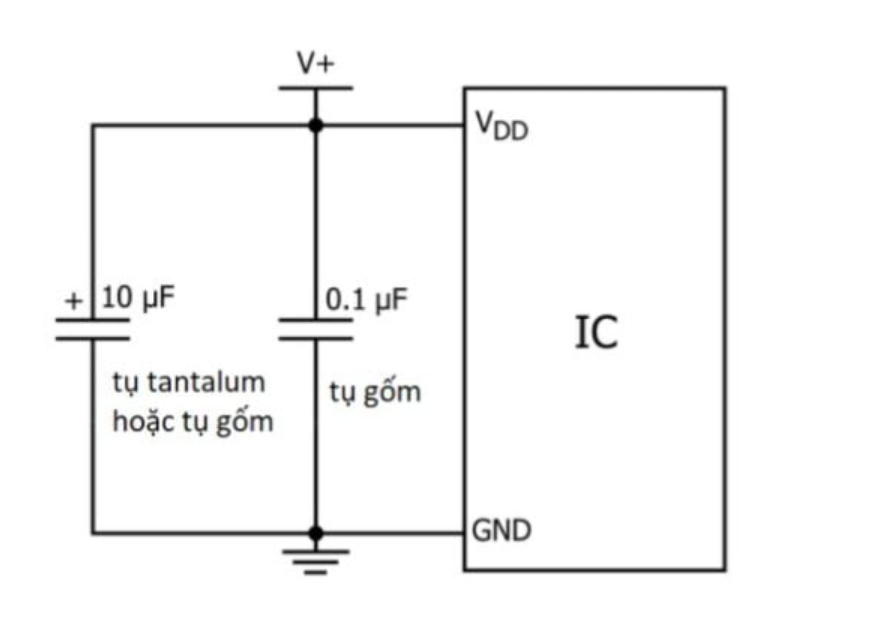 V+
VDD
+ 10 µF
0.1 µF
IC
tụ tantalum
hoặc tụ gốm
tụ gốm
GND